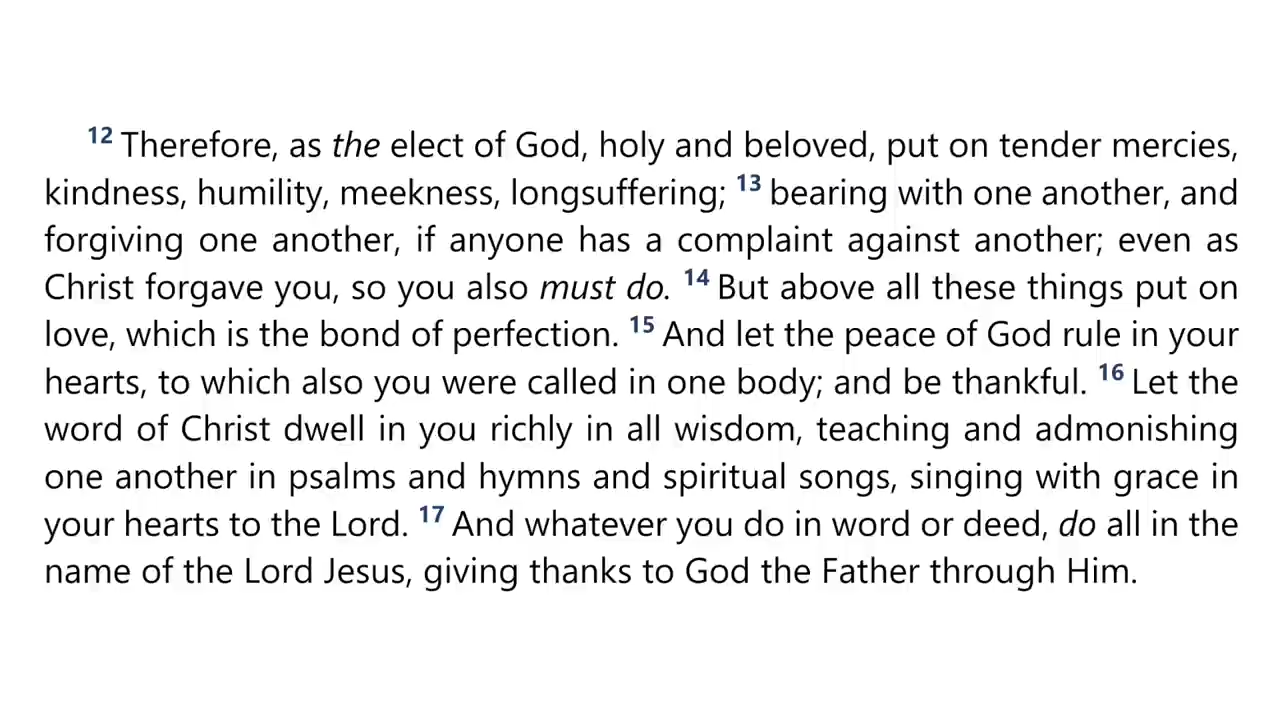 12 Therefore, as the elect of God, holy and beloved, put on tender mercies,
kindness, humility, meekness, longsuffering; 13 bearing with one another, and
forgiving one another, if anyone has a complaint against another; even as
Christ forgave you, so you also must do. 14 But above all these things put on
love, which is the bond of perfection. 15 And let the peace of God rule in your
hearts, to which also you were called in one body; and be thankful. 16 Let the
word of Christ dwell in you richly in all wisdom, teaching and admonishing
one another in psalms and hymns and spiritual songs, singing with grace in
your hearts to the Lord. 17 And whatever you do in word or deed, do all in the
name of the Lord Jesus, giving thanks to God the Father through Him.